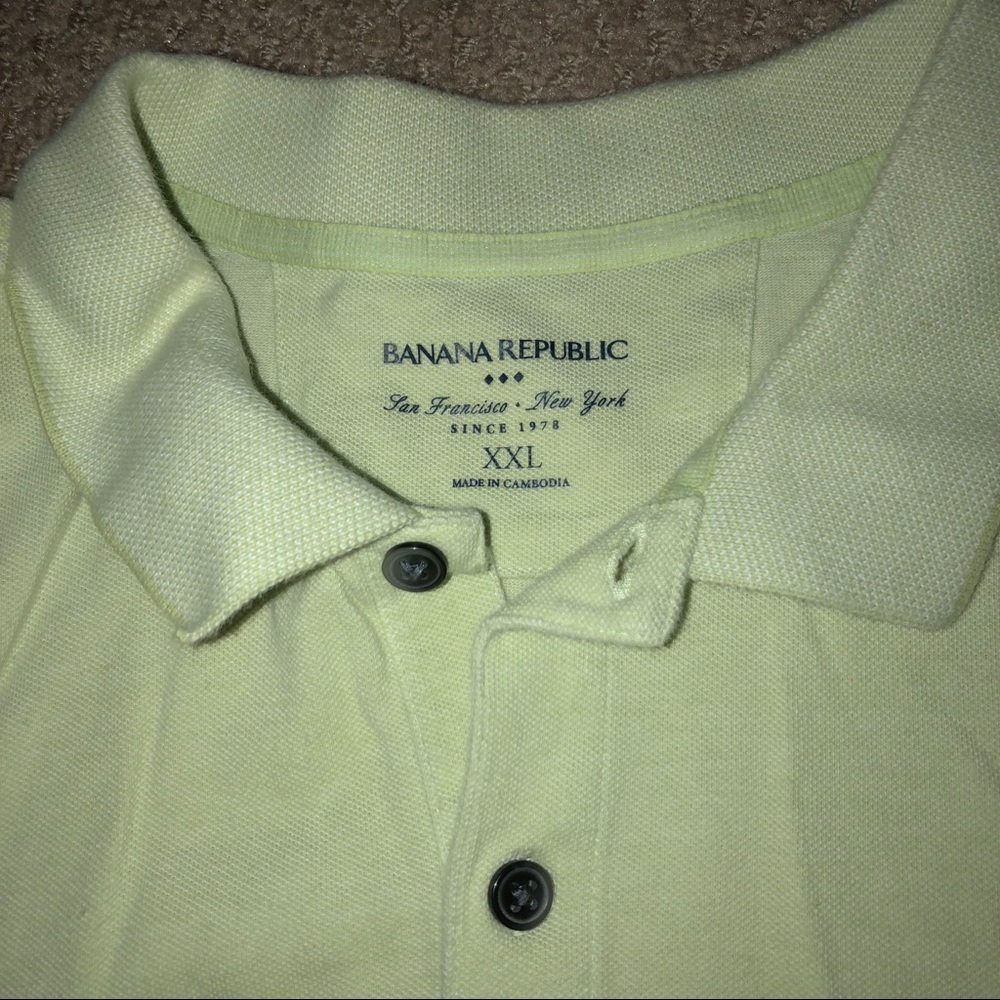 BANANA REPUBLIC
San Francisco · New York
SINCE 1978
XXL
MADE IN CAMBODIA